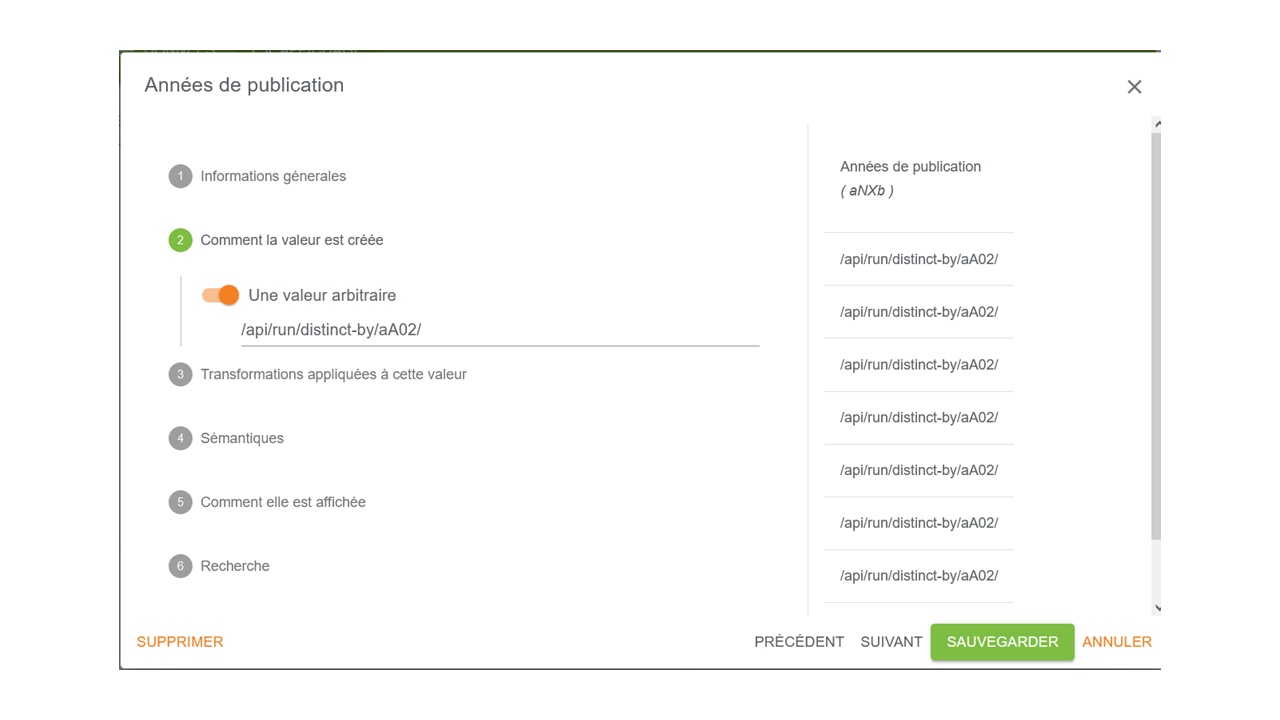 Années de publication
1 Informations génerales
2 Comment la valeur est créée
Une valeur arbitraire
/api/run/distinct-by/aA02/
3 Transformations appliquées à cette valeur
4 Sémantiques
5 Comment elle est affichée
6 Recherche
Années de publication
( aNXb )
/api/run/distinct-by/aA02/
/api/run/distinct-by/aA02/
/api/run/distinct-by/aA02/
/api/run/distinct-by/aA02/
/api/run/distinct-by/aA02/
/api/run/distinct-by/aA02/
/api/run/distinct-by/aA02/
SUPPRIMER PRÉCÉDENT SUIVANT SAUVEGARDER ANNULER